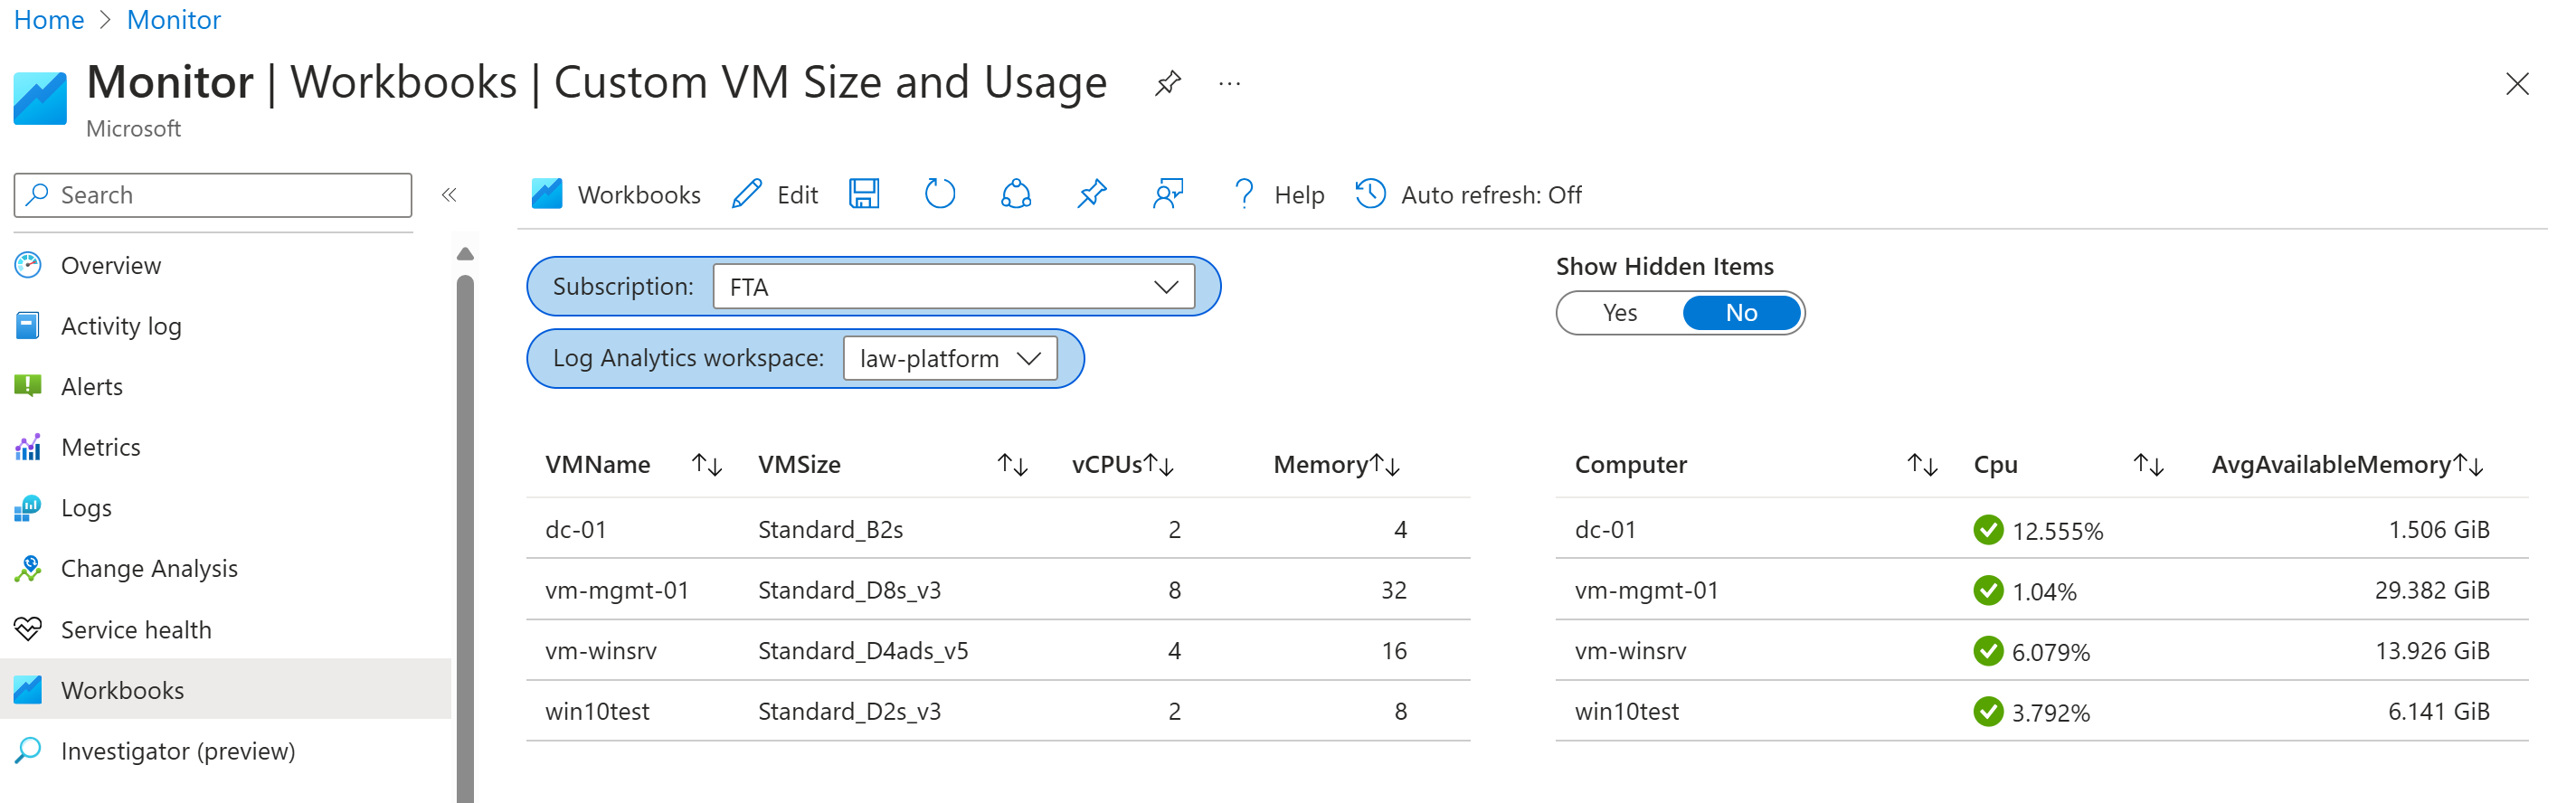 Home > Monitor
Monitor | Workbooks | Custom VM Size and Usage ...
Microsoft
Search
«
Overview
Activity log
Alerts
Metrics
Logs
Change Analysis
Service health
Workbooks
Investigator (preview)
Workbooks Edit Help Auto refresh: Off
Subscription: FTA
Log Analytics workspace: law-platform
Show Hidden Items
Yes No
VMName VMSize vCPUs Memory
dc-01 Standard_B2s 2 4
vm-mgmt-01 Standard_D8s_v3 8 32
vm-winsrv Standard_D4ads_v5 4 16
win10test Standard_D2s_v3 2 8
Computer Cpu AvgAvailableMemory
dc-01 12.555% 1.506 GiB
vm-mgmt-01 1.04% 29.382 GiB
vm-winsrv 6.079% 13.926 GiB
win10test 3.792% 6.141 GiB